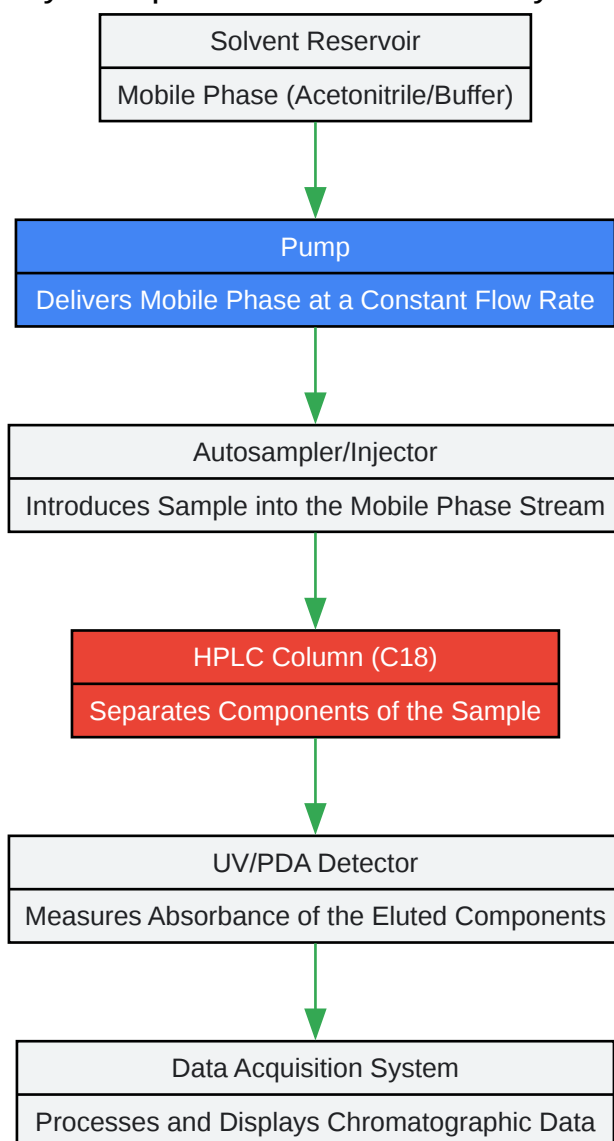 Solvent Reservoir
Mobile Phase (Acetonitrile/Buffer)
Pump
Delivers Mobile Phase at a Constant Flow Rate
Autosampler/Injector
Introduces Sample into the Mobile Phase Stream
HPLC Column (C18)
Separates Components of the Sample
UV/PDA Detector
Measures Absorbance of the Eluted Components
Data Acquisition System
Processes and Displays Chromatographic Data